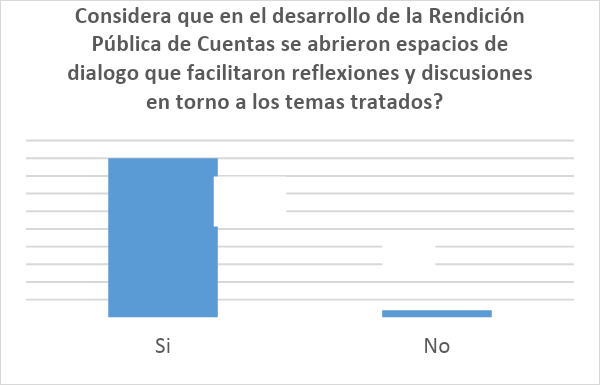 Considera que en el desarrollo de la Rendición
Pública de Cuentas se abrieron espacios de
dialogo que facilitaron reflexiones y discusiones
en torno a los temas tratados?
Si
No